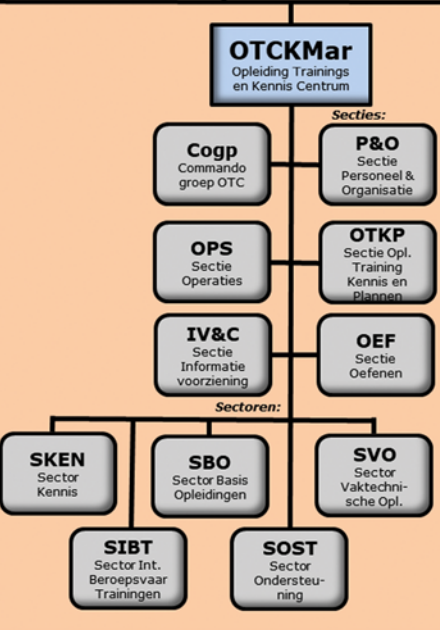 OTCKMar
Opleiding Trainings
en Kennis Centrum
Secties:
Cogp
Commando
groep OTC
P&O
Sectie
Personeel &
Organisatie
OPS
Sectie
Operaties
OTKP
Sectie Opl.
Training
Kennis en
Plannen
IV&C
Sectie
Informatie
voorziening
OEF
Sectie
Oefenen
Sectoren:
SKEN
Sector
Kennis
SBO
Sector Basis
Opleidingen
SVO
Sector
Vaktechni-
sche Opl.
SIBT
Sector Int.
Beroepsvaar
Trainingen
SOST
Sector
Ondersteu-
ning